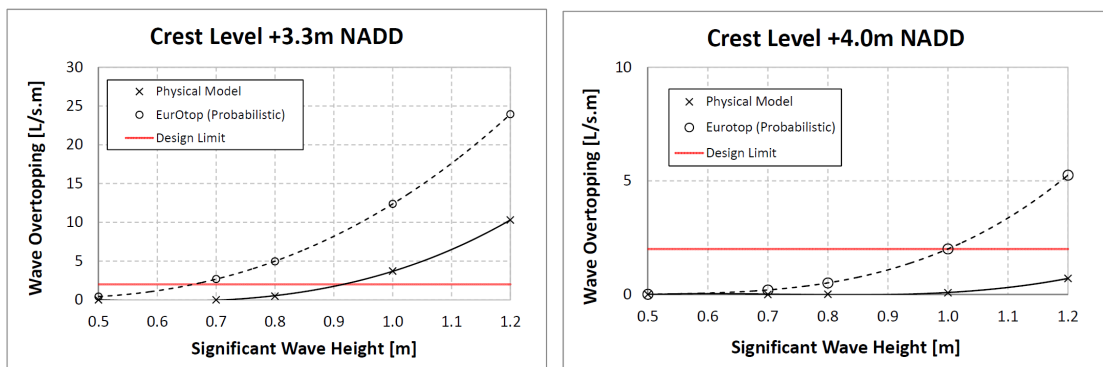 Crest Level +3.3m NADD
Wave Overtopping [L/s.m]
30
25
20
15
10
5
0
Physical Model
EurOtop (Probabilistic)
Design Limit
0.5 0.6 0.7 0.8 0.9 1.0 1.1 1.2
Significant Wave Height [m]
Crest Level +4.0m NADD
Wave Overtopping [L/s.m]
10
5
0
Physical Model
Eurotop (Probabilistic)
Design Limit
0.5 0.6 0.7 0.8 0.9 1.0 1.1 1.2
Significant Wave Height [m]